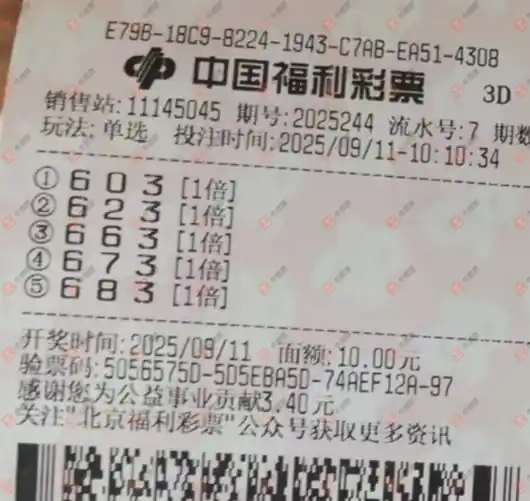 E79B-18C9-8224-1943-C7AB-EA51-4308
中国福利彩票 3D
销售站:11145045 期号:2025244 流水号:7 期数
玩法:单选 投注时间:2025/09/11-10:10:34
① 6 0 3 [1倍]
② 6 2 3 [1倍]
③ 6 6 3 [1倍]
④ 6 7 3 [1倍]
⑤ 6 8 3 [1倍]
开奖时间:2025/09/11 面额:10.00元
验票码:5056575D-5D5EBA5D-74AEF12A-97
感谢您为公益事业贡献3.40元
关注"北京福利彩票"公众号获取更多资讯